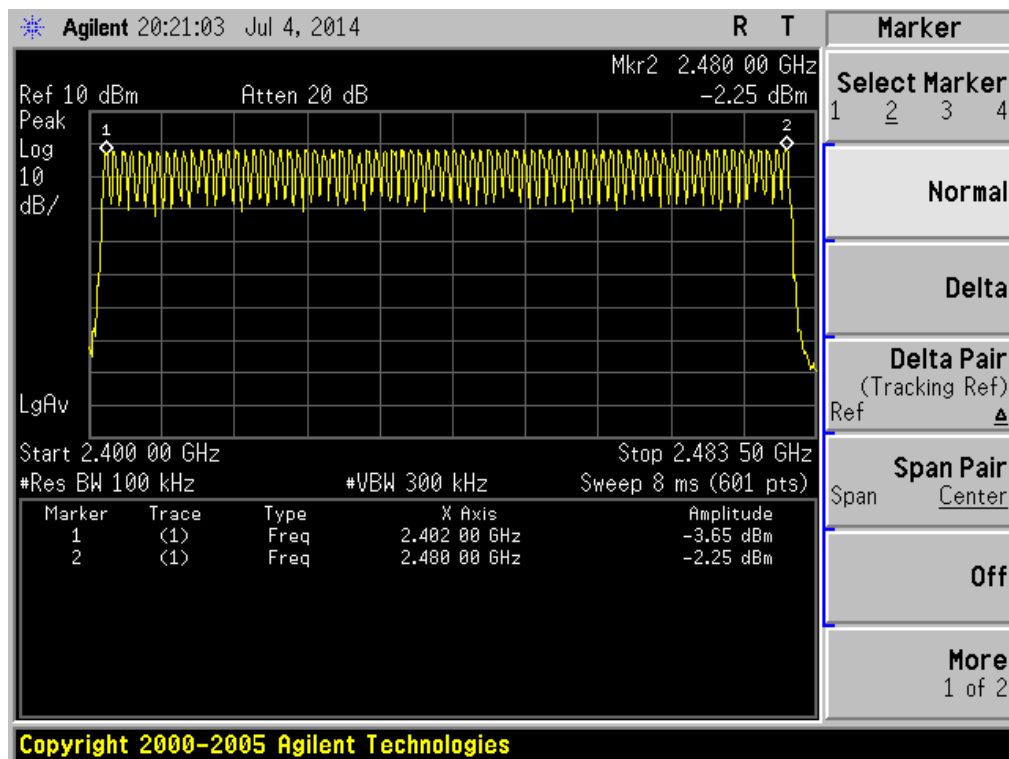 Agilent 20:21:03 Jul 4, 2014 R T
Mkr2 2.480 00 GHz
Ref 10 dBm Atten 20 dB -2.25 dBm
Peak
Log
10
dB/
1
2
LgAv
Start 2.400 00 GHz Stop 2.483 50 GHz
#Res BW 100 kHz #VBW 300 kHz Sweep 8 ms (601 pts)
Marker Trace Type X Axis Amplitude
1 (1) Freq 2.402 00 GHz -3.65 dBm
2 (1) Freq 2.480 00 GHz -2.25 dBm
Marker
Select Marker
1 2 3 4
Normal
Delta
Delta Pair
(Tracking Ref)
Ref Δ
Span Pair
Span Center
Off
More
1 of 2
Copyright 2000-2005 Agilent Technologies